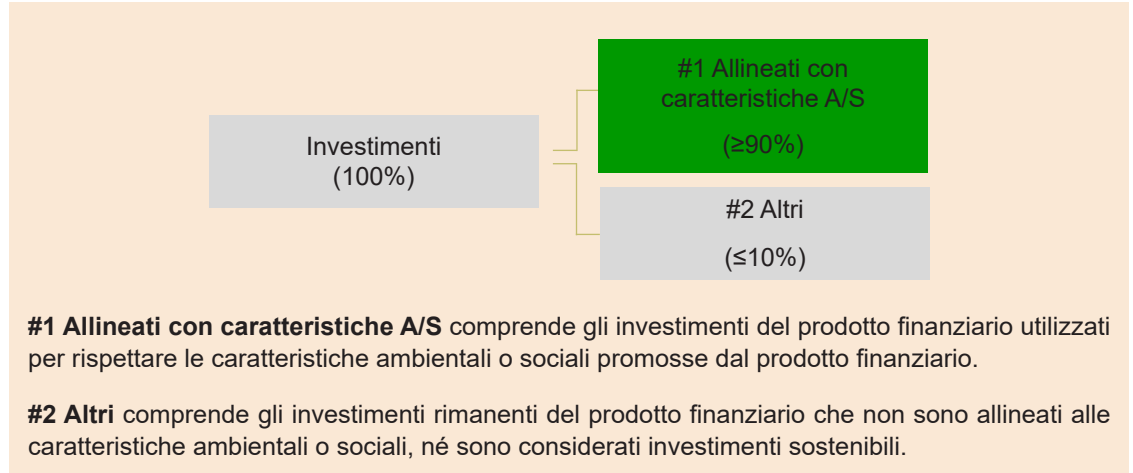 #1 Allineati con
caratteristiche A/S
(≥90%)
Investimenti
(100%)
#2 Altri
(≤10%)
#1 Allineati con caratteristiche A/S comprende gli investimenti del prodotto finanziario utilizzati
per rispettare le caratteristiche ambientali o sociali promosse dal prodotto finanziario.
#2 Altri comprende gli investimenti rimanenti del prodotto finanziario che non sono allineati alle
caratteristiche ambientali o sociali, né sono considerati investimenti sostenibili.